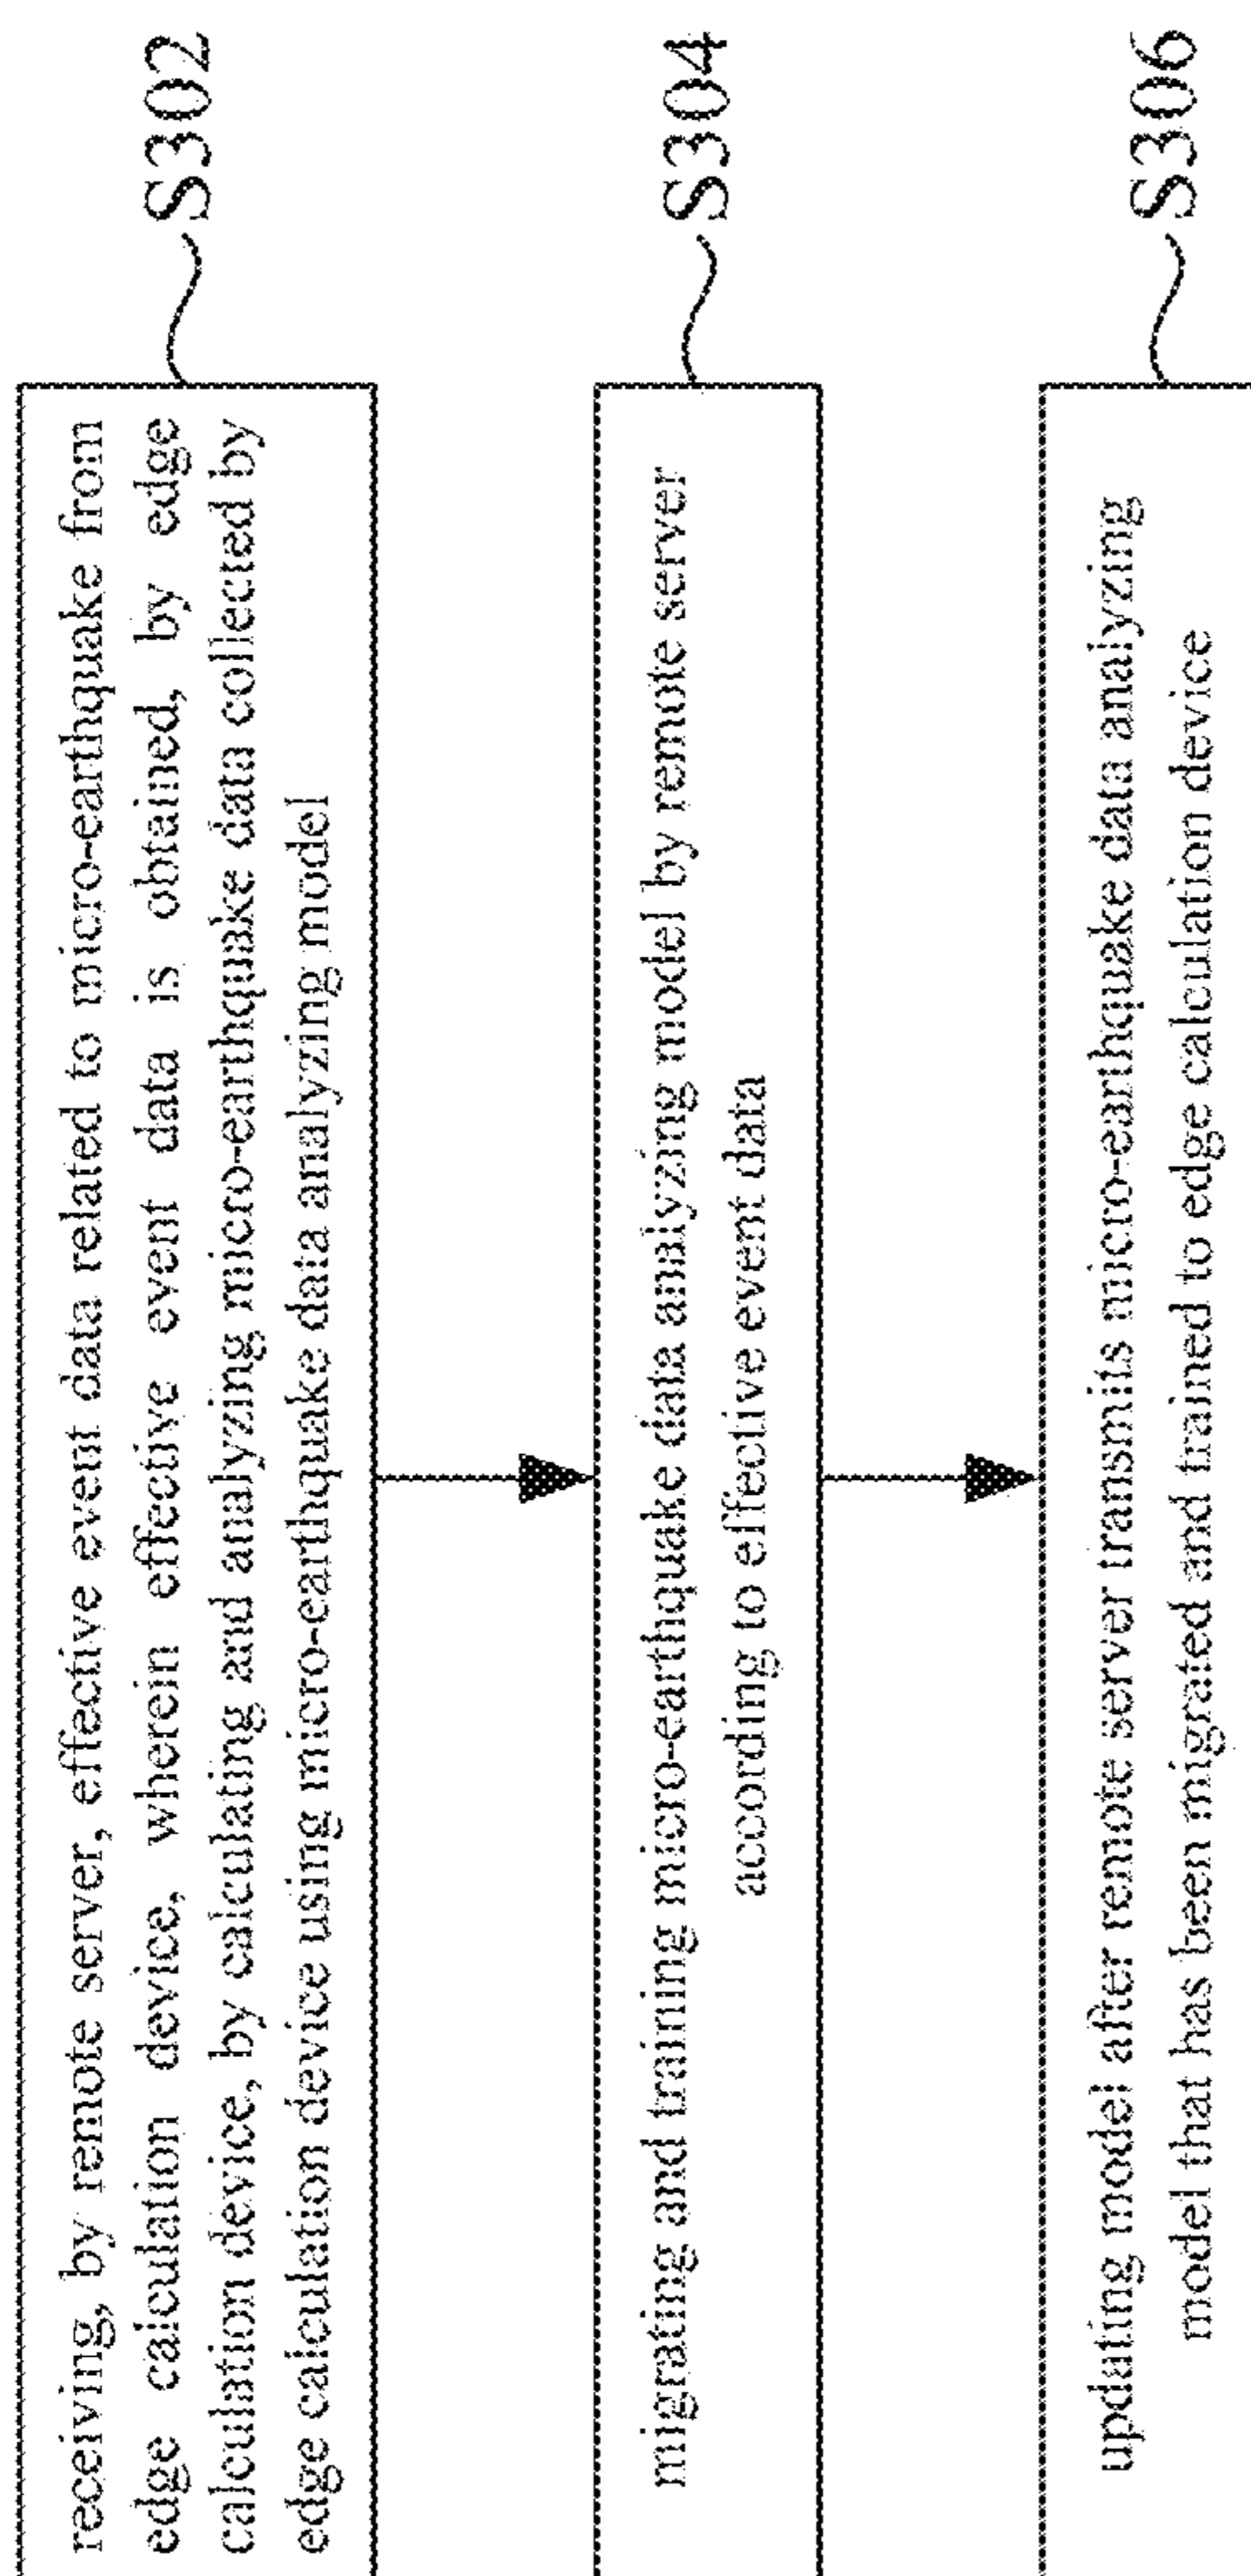 receiving, by remote server, effective event data related to micro-earthquake from
edge calculation device, wherein effective event data is obtained, by edge
calculation device, by calculating and analyzing micro-earthquake data collected by
edge calculation device using micro-earthquake data analyzing model
S302
migrating and training micro-earthquake data analyzing model by remote server
according to effective event data
S304
updating model after remote server transmits micro-earthquake data analyzing
model that has been migrated and trained to edge calculation device
S306